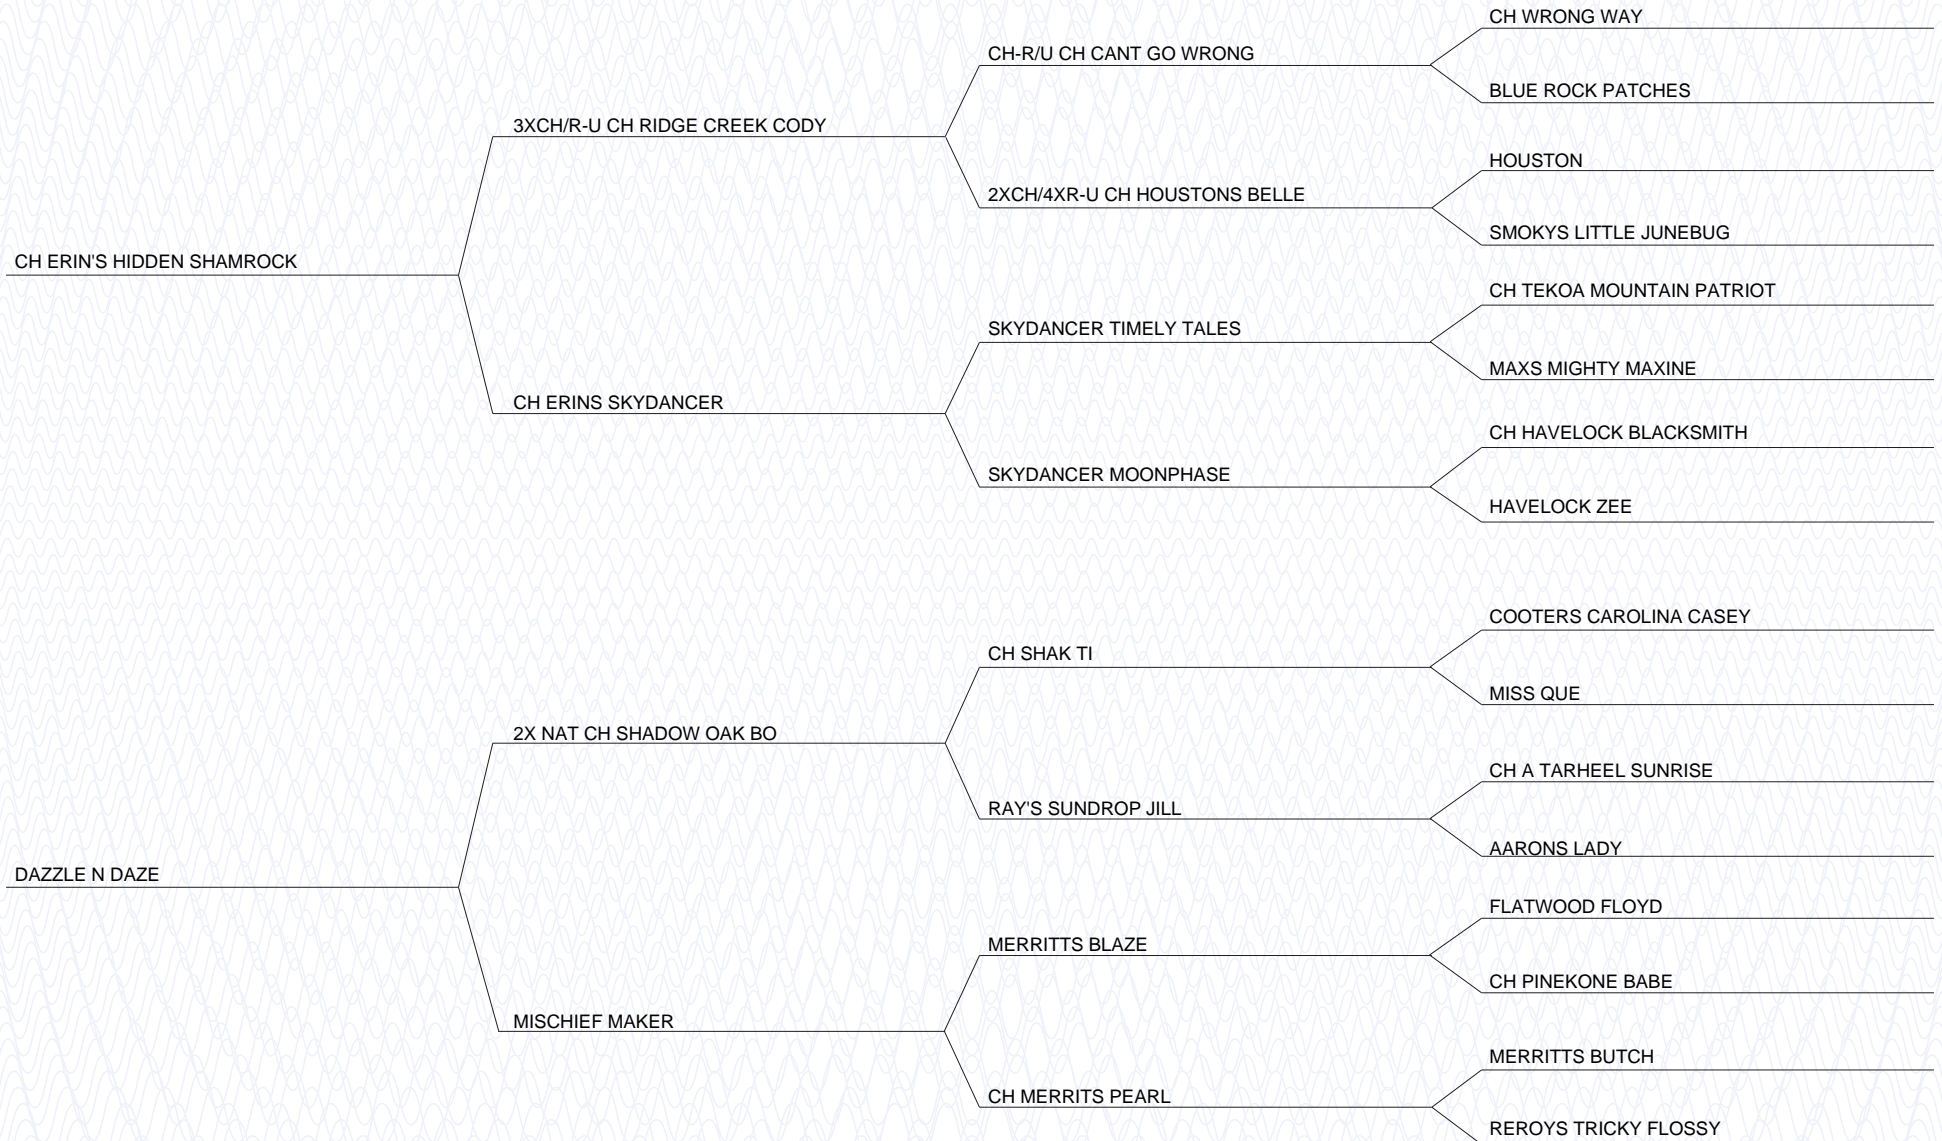 CH WRONG WAY
CH-R/U CH CANT GO WRONG
BLUE ROCK PATCHES
3XCH/R-U CH RIDGE CREEK CODY
HOUSTON
2XCH/4XR-U CH HOUSTONS BELLE
SMOKYS LITTLE JUNEBUG
CH ERIN'S HIDDEN SHAMROCK
CH TEKOA MOUNTAIN PATRIOT
SKYDANCER TIMELY TALES
MAXS MIGHTY MAXINE
CH ERINS SKYDANCER
CH HAVELOCK BLACKSMITH
SKYDANCER MOONPHASE
HAVELOCK ZEE
COOTERS CAROLINA CASEY
CH SHAK TI
MISS QUE
2X NAT CH SHADOW OAK BO
CH A TARHEEL SUNRISE
RAY'S SUNDROP JILL
AARONS LADY
DAZZLE N DAZE
FLATWOOD FLOYD
MERRITTS BLAZE
CH PINEKONE BABE
MISCHIEF MAKER
MERRITTS BUTCH
CH MERRITS PEARL
REROYS TRICKY FLOSSY